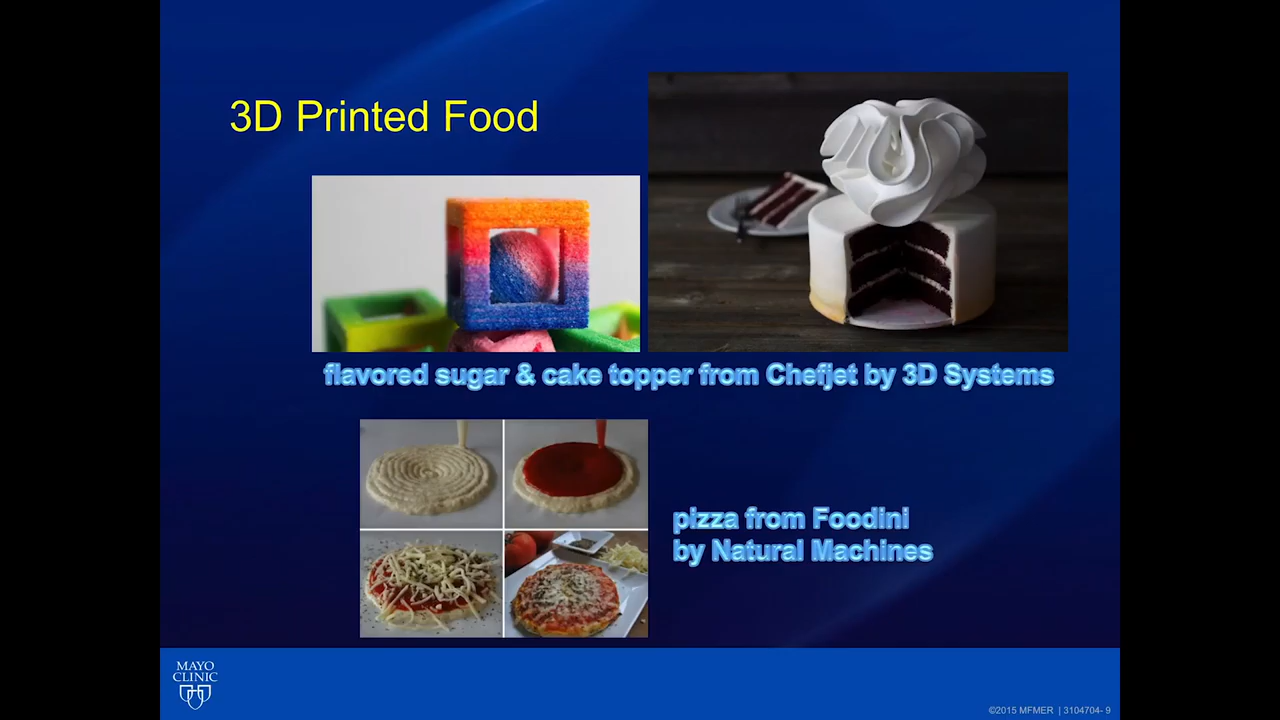 3D Printed Food
flavored sugar & cake topper from Chefjet by 3D Systems
pizza from Foodini
by Natural Machines
MAYO
CLINIC
©2015 MFMER | 3104704- 9